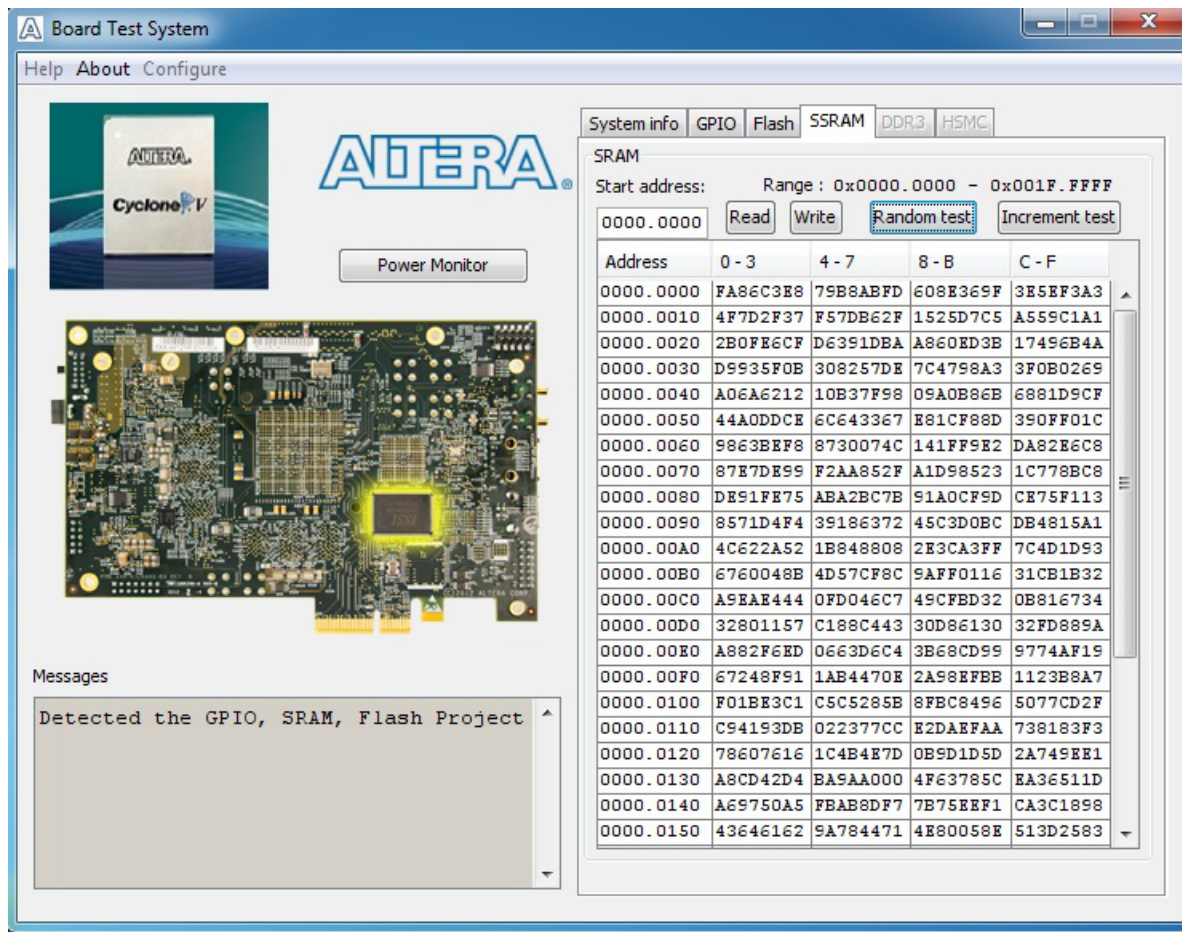 Board Test System
Help About Configure
ALTERA.
Cyclone V
ALTERA
Power Monitor
ISSI
Messages
Detected the GPIO, SRAM, Flash Project
System info GPIO Flash SSRAM DDR3 HSMC
SRAM
Start address: Range : 0x0000.0000 - 0x001F.FFFF
0000.0000 Read Write Random test Increment test
Address 0 - 3 4 - 7 8 - B C - F
0000.0000 FA86C3E8 79B8ABFD 608E369F 3E5EF3A3
0000.0010 4F7D2F37 F57DB62F 1525D7C5 A559C1A1
0000.0020 2B0FE6CF D6391DBA A860ED3B 17496B4A
0000.0030 D9935F0B 308257DE 7C4798A3 3F0B0269
0000.0040 A06A6212 10B37F98 09A0B86B 6881D9CF
0000.0050 44A0DDCE 6C643367 E81CF88D 390FF01C
0000.0060 9863BEF8 8730074C 141FF9E2 DA82E6C8
0000.0070 87E7DE99 F2AA852F A1D98523 1C778BC8
0000.0080 DE91FE75 ABA2BC7B 91A0CF9D CE75F113
0000.0090 8571D4F4 39186372 45C3D0BC DB4815A1
0000.00A0 4C622A52 1B848808 2E3CA3FF 7C4D1D93
0000.00B0 6760048B 4D57CF8C 9AFF0116 31CB1B32
0000.00C0 A9EAE444 0FD046C7 49CFBD32 0B816734
0000.00D0 32801157 C188C443 30D86130 32FD889A
0000.00E0 A882F6ED 0663D6C4 3B68CD99 9774AF19
0000.00F0 67248F91 1AB4470E 2A98EFBB 1123B8A7
0000.0100 F01BE3C1 C5C5285B 8FBC8496 5077CD2F
0000.0110 C94193DB 022377CC E2DAEFAA 738183F3
0000.0120 78607616 1C4B4E7D 0B9D1D5D 2A749EE1
0000.0130 A8CD42D4 BA9AA000 4F63785C EA36511D
0000.0140 A69750A5 FBAB8DF7 7B75EEF1 CA3C1898
0000.0150 43646162 9A784471 4E80058E 513D2583